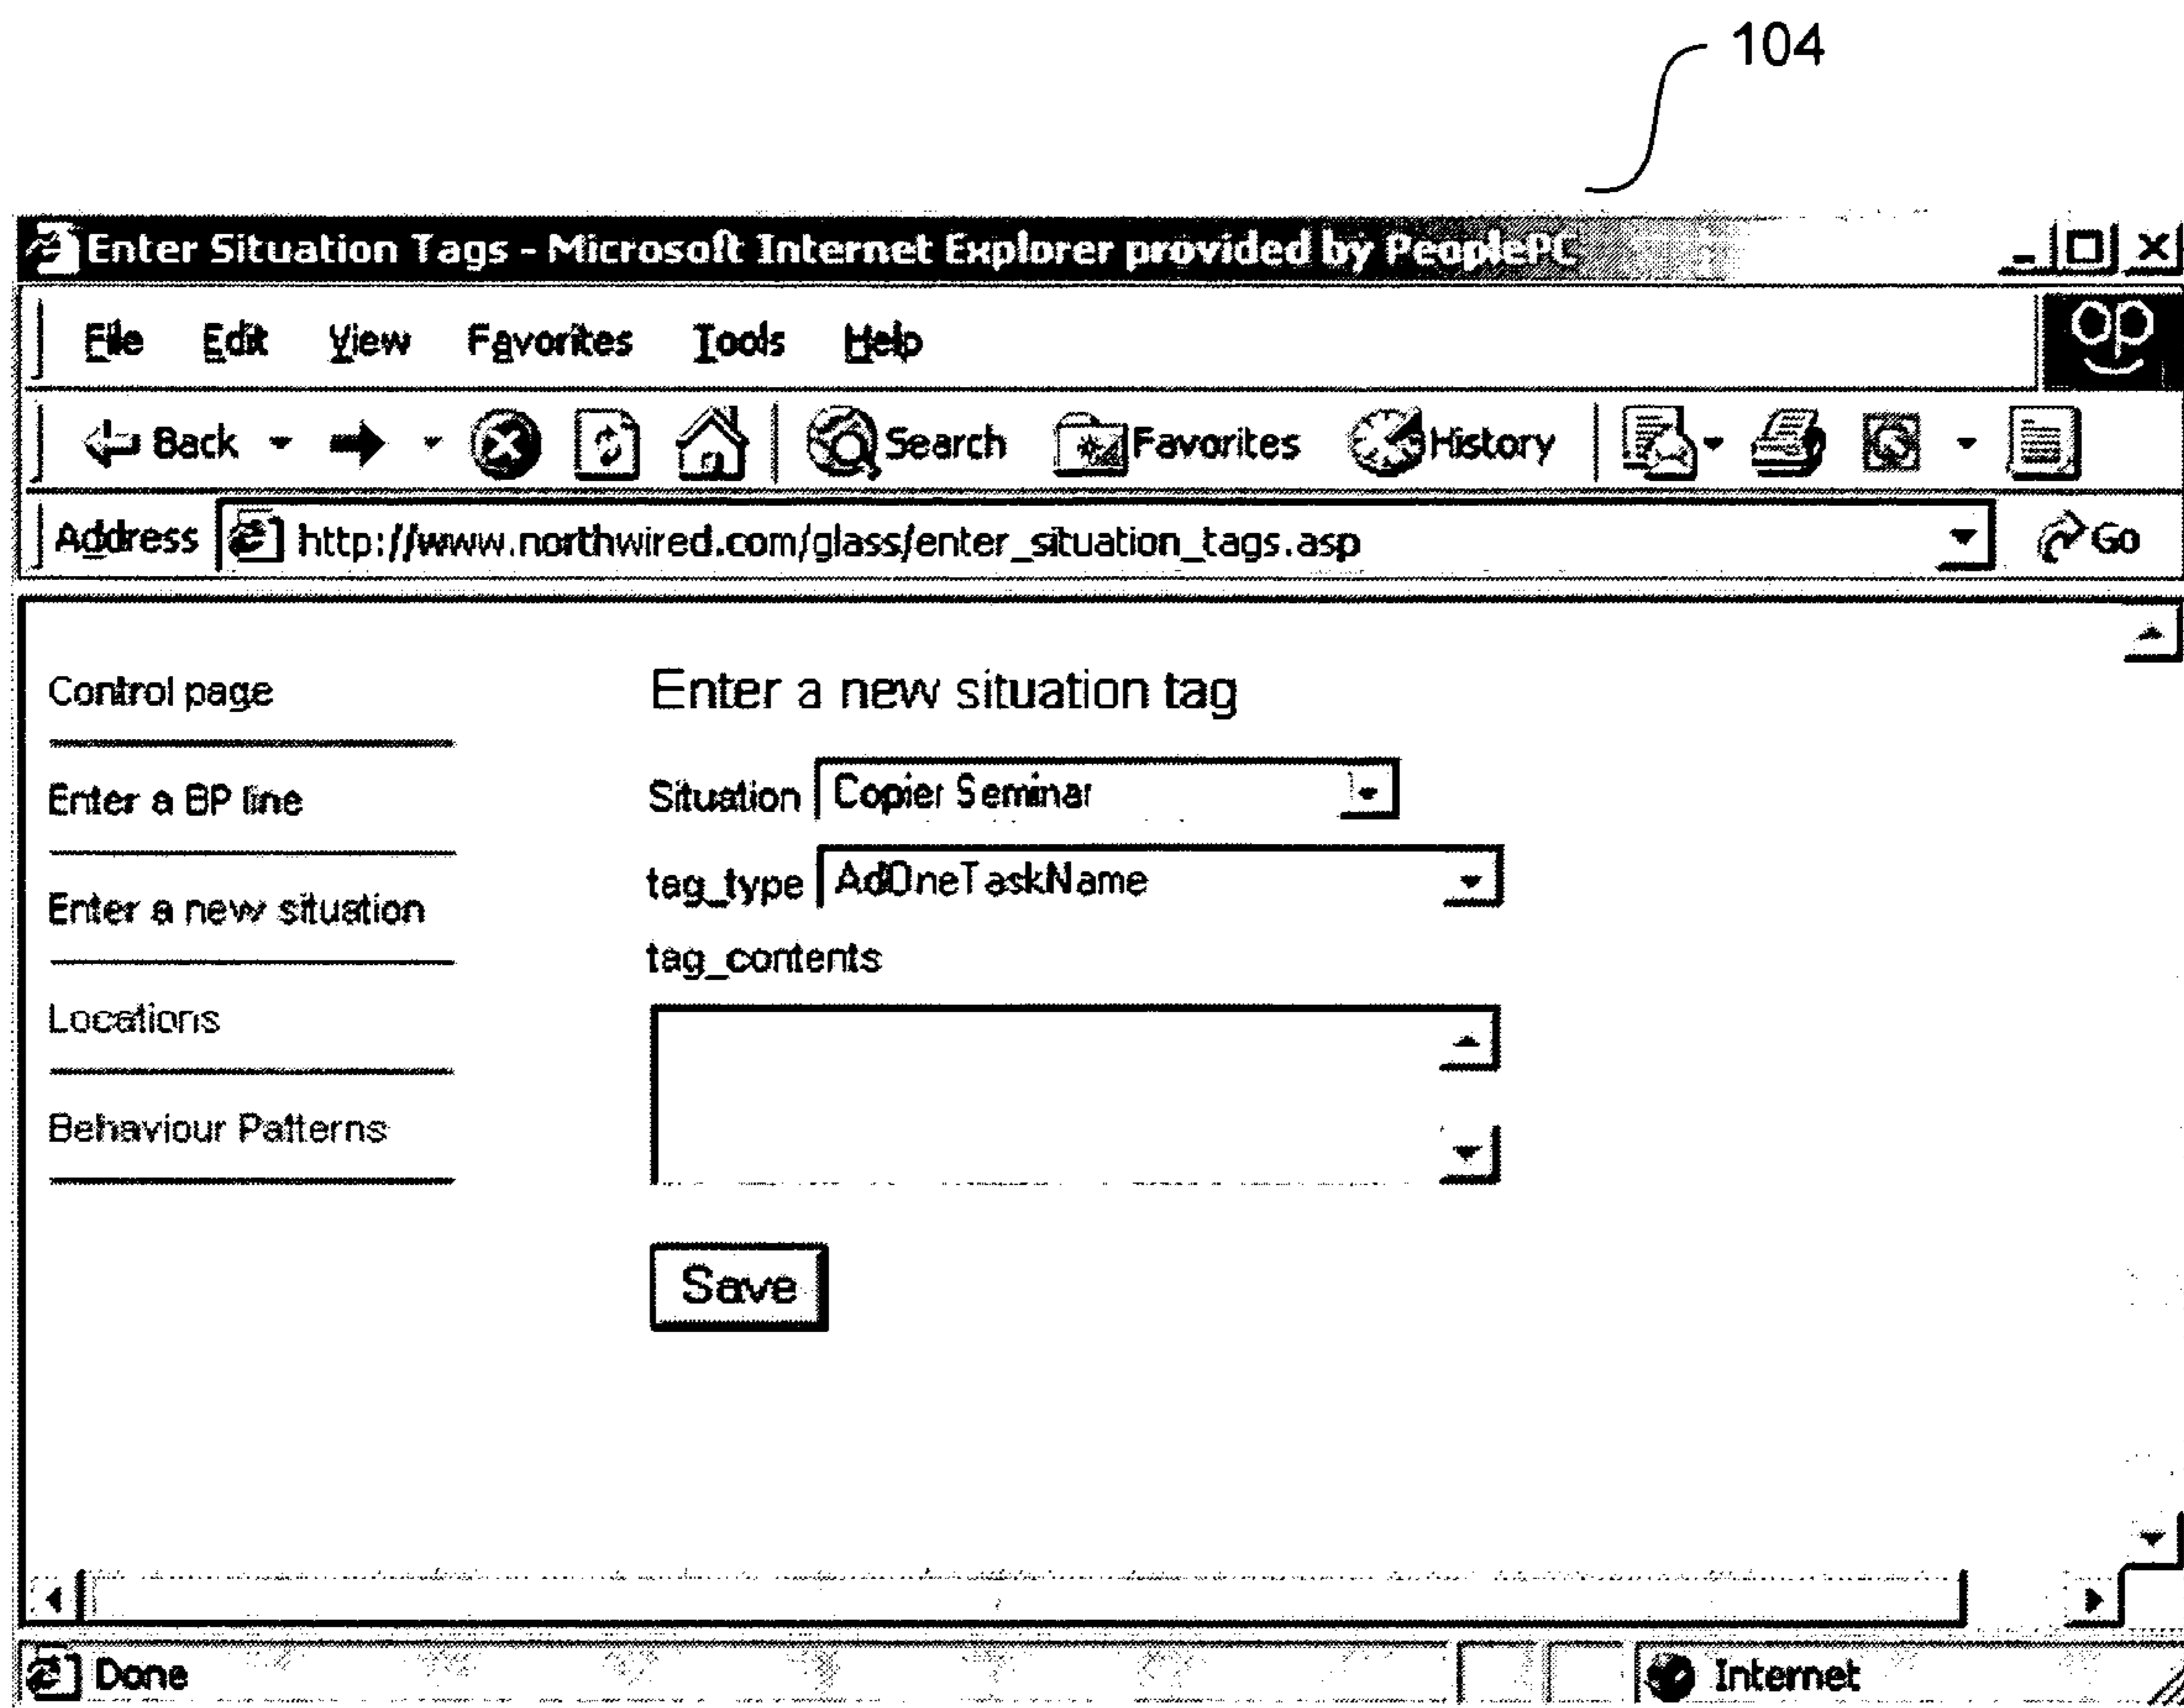 104
Enter Situation Tags - Microsoft Internet Explorer provided by PeoplePC
File Edit View Favorites Tools Help
Back Search Favorites History
Address http://www.northwired.com/glass/enter_situation_tags.asp Go
Control page
Enter a BP line
Enter a new situation
Locations
Behaviour Patterns
Enter a new situation tag
Situation Copier Seminar
tag_type AdOneTaskName
tag_contents
Save
Done Internet